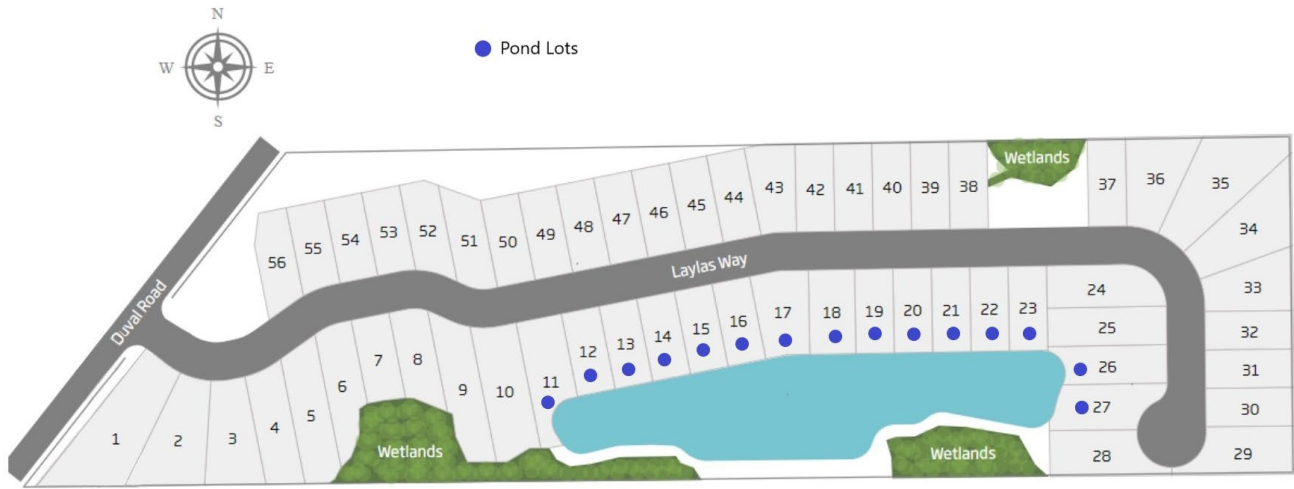 N
W E
S
Pond Lots
Duval Road
Laylas Way
Wetlands
Wetlands
Wetlands
56 55 54 53 52 51 50 49 48 47 46 45 44 43 42 41 40 39 38 37 36 35
34
33
32
31
30
29
1 2 3 4 5 6 7 8 9 10 11 12 13 14 15 16 17 18 19 20 21 22 23
24
25
26
27
28